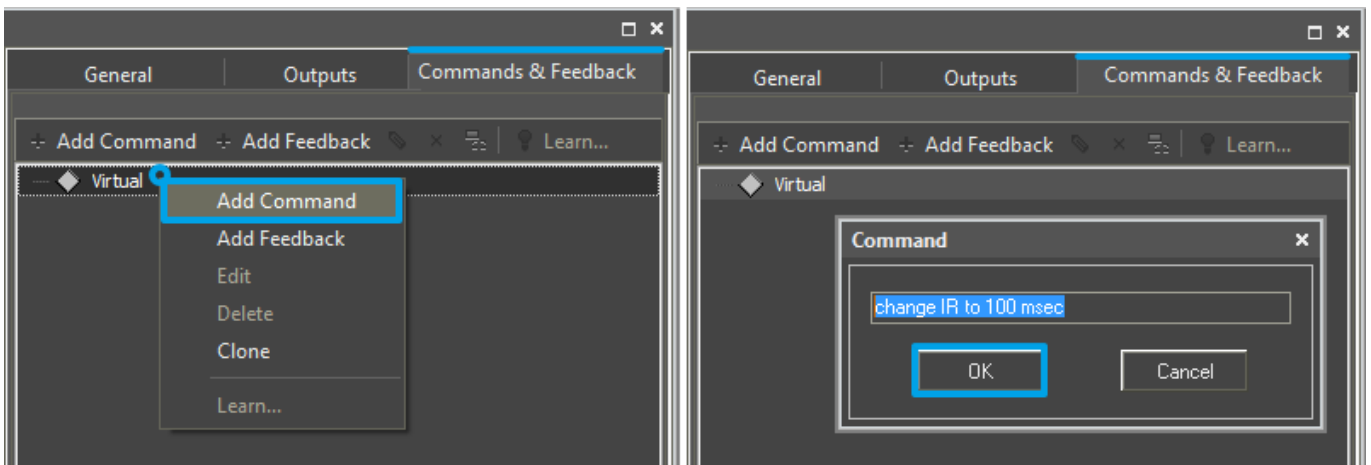 General Outputs Commands & Feedback
Add Command Add Feedback Learn...
Virtual
Add Command
Add Feedback
Edit
Delete
Clone
Learn...
General Outputs Commands & Feedback
Add Command Add Feedback Learn...
Virtual
Command
change IR to 100 msec
OK Cancel